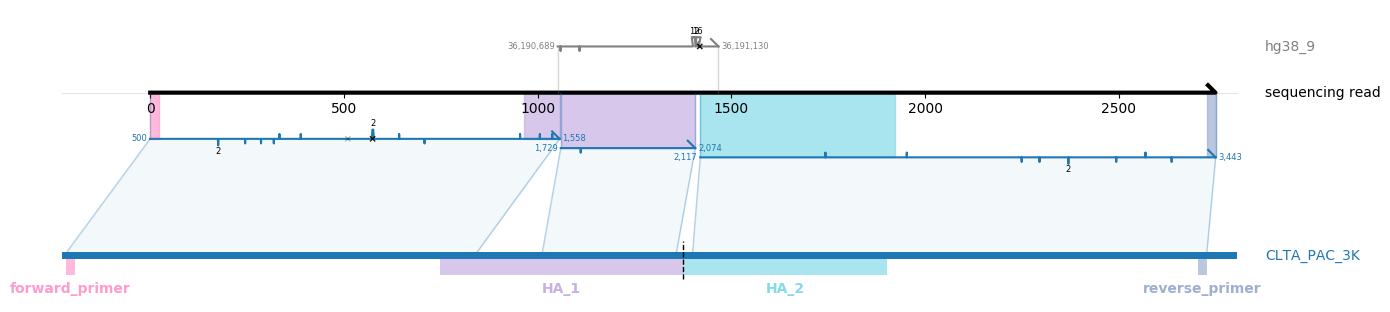 36,190,689 36,191,130 hg38_9
sequencing read
0 500 1000 1500 2000 2500
2
500 1,558
1,729 2,074
2,117 3,443
2 2
CLTA_PAC_3K
forward_primer HA_1 HA_2 reverse_primer